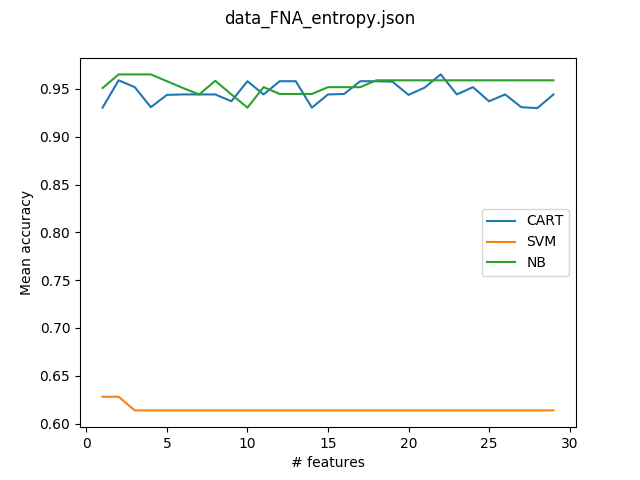 data_FNA_entropy.json
0.95
0.90
0.85
0.80
0.75
0.70
0.65
0.60
Mean accuracy
CART
SVM
NB
0 5 10 15 20 25 30
# features